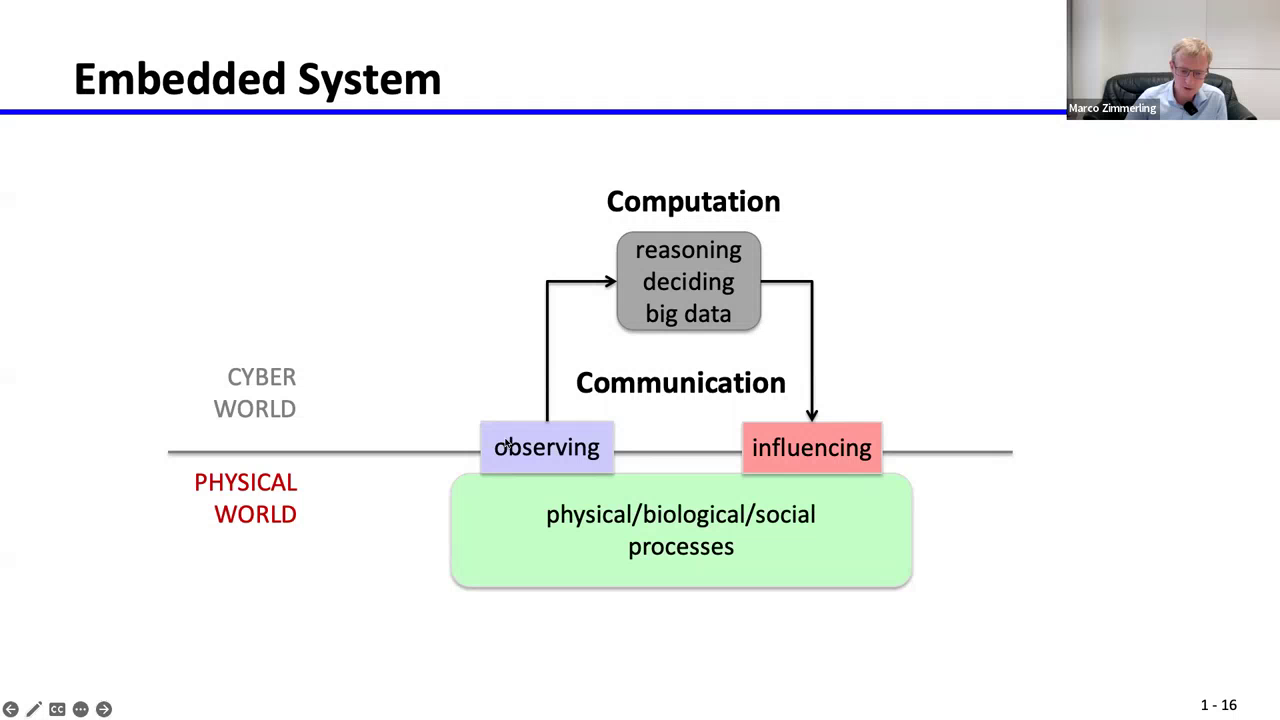 Embedded System
Marco Zimmerling
Computation
reasoning
deciding
big data
Communication
CYBER
WORLD
observing
influencing
PHYSICAL
WORLD
physical/biological/social
processes
CC
1 - 16